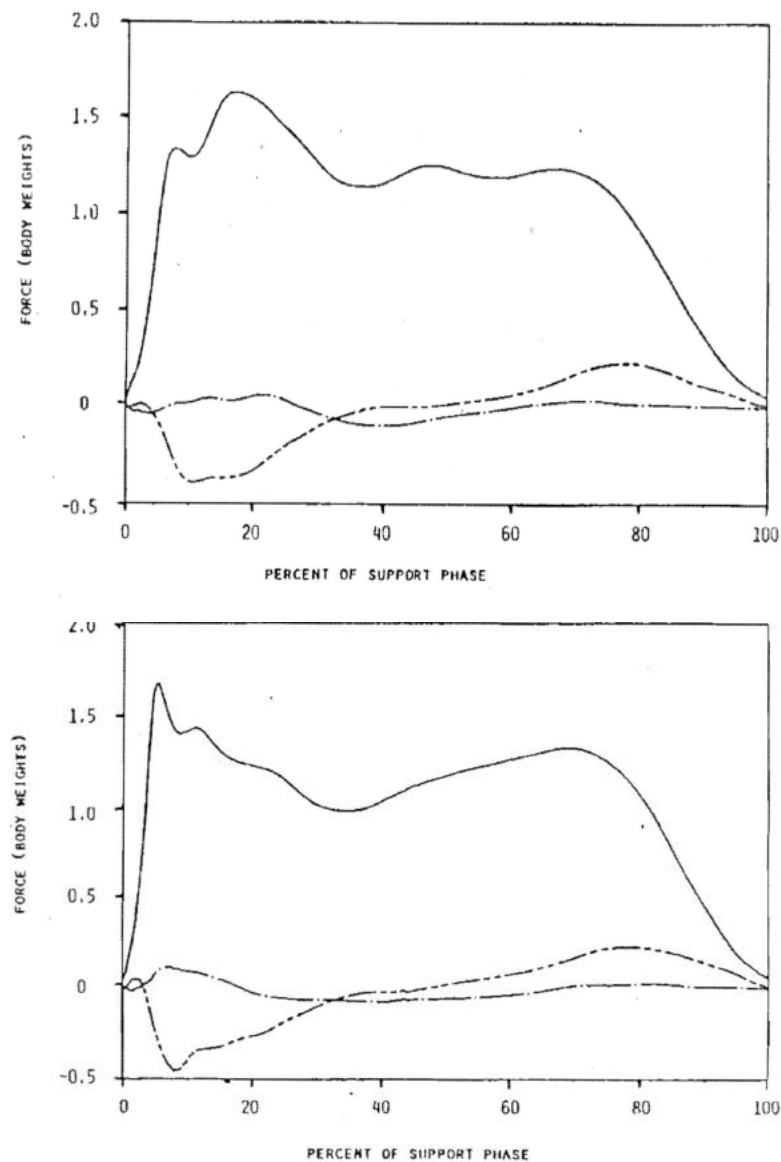 2.0
1.5
1.0
0.5
0
-0.5
FORCE (BODY WEIGHTS)
0 20 40 60 80 100
PERCENT OF SUPPORT PHASE
2.0
1.5
1.0
0.5
0
-0.5
FORCE (BODY WEIGHTS)
0 20 40 60 80 100
PERCENT OF SUPPORT PHASE